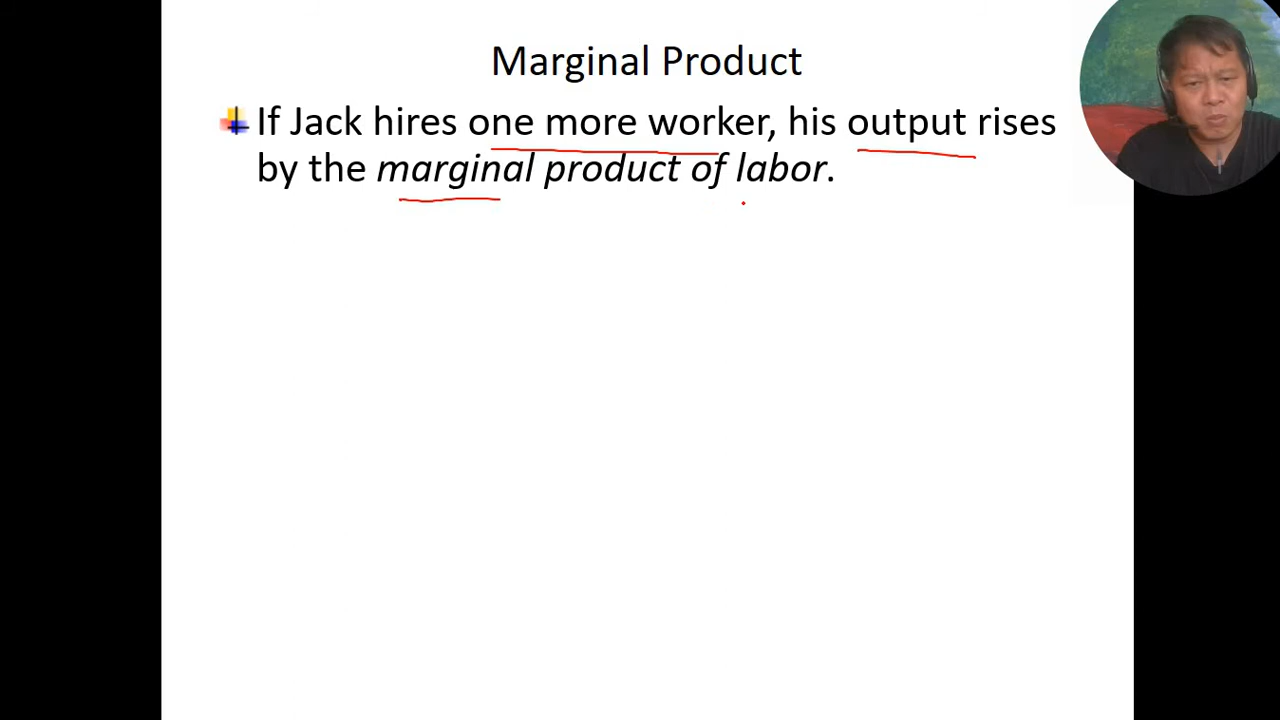 Marginal Product
If Jack hires one more worker, his output rises
by the marginal product of labor.